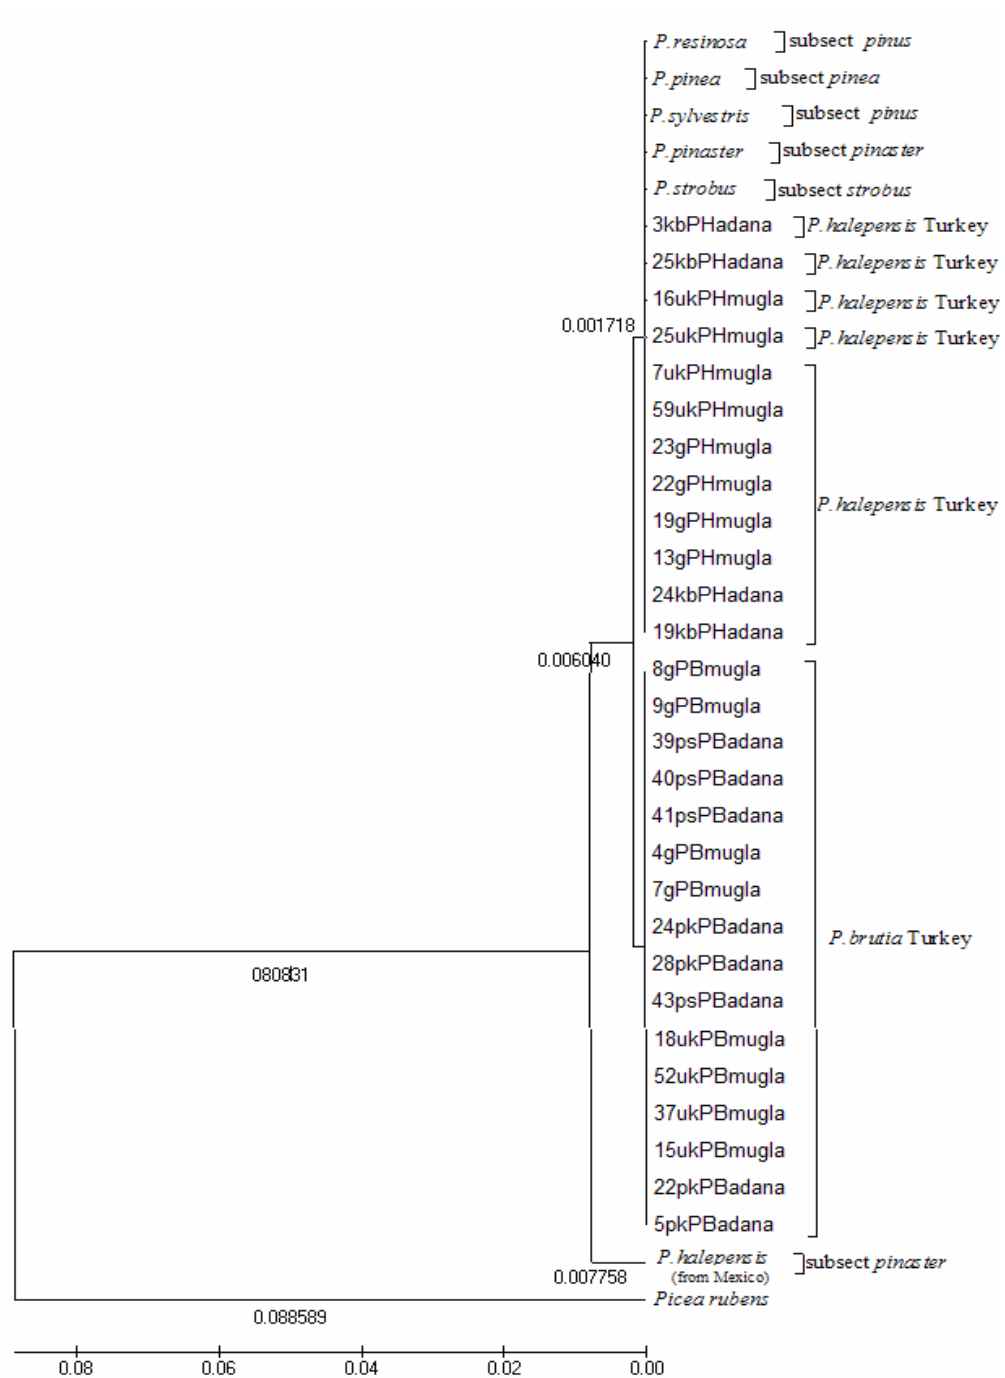 P.resinosa ]subsect pinus
P.pinea ]subsect pinea
P.sylvestris ]subsect pinus
P.pinaster ]subsect pinaster
P.strobus ]subsect strobus
3kbPHadana ]P.halepensis Turkey
25kbPHadana ]P.halepensis Turkey
16ukPHmugla ]P.halepensis Turkey
0.001718
25ukPHmugla ]P.halepensis Turkey
7ukPHmugla
59ukPHmugla
23gPHmugla
22gPHmugla
P.halepensis Turkey
19gPHmugla
13gPHmugla
24kbPHadana
19kbPHadana
0.006040
8gPBmugla
9gPBmugla
39psPBadana
40psPBadana
41psPBadana
4gPBmugla
7gPBmugla
24pkPBadana
P.brutia Turkey
28pkPBadana
080831
43psPBadana
18ukPBmugla
52ukPBmugla
37ukPBmugla
15ukPBmugla
22pkPBadana
5pkPBadana
P.halepensis ]subsect pinaster
(from Mexico)
0.007758
Picea rubens
0.088589
0.08 0.06 0.04 0.02 0.00